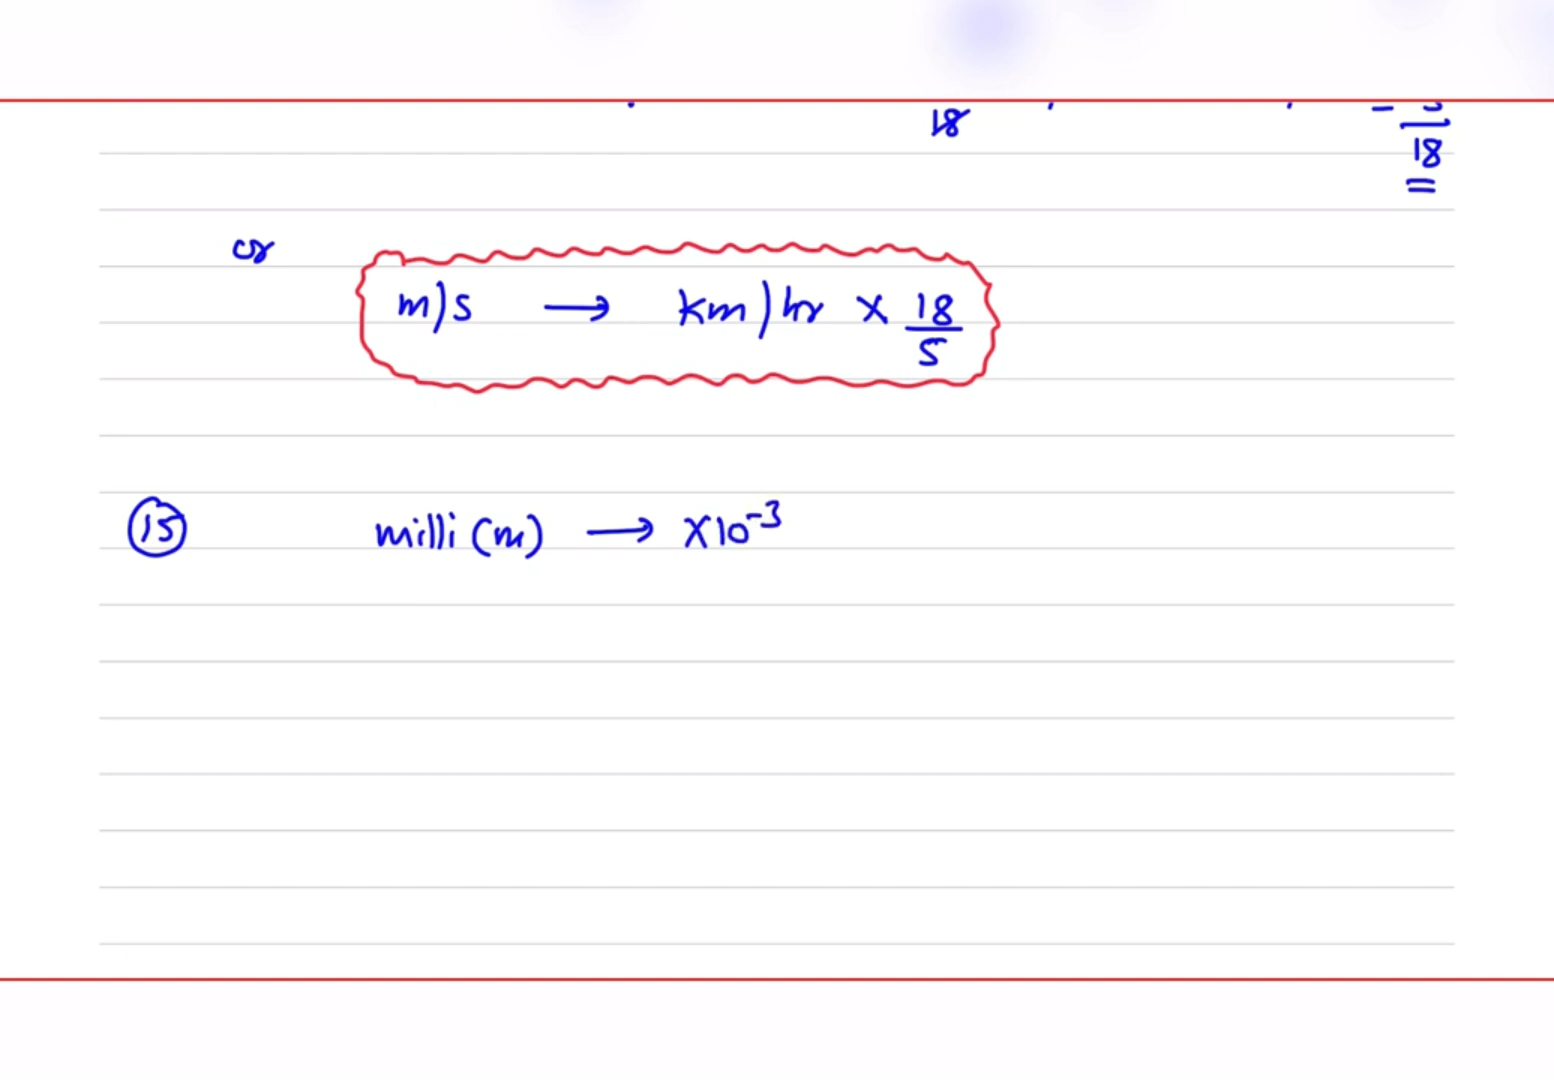 18
18
or
m/s → km/hr × 18/5
15 milli (m) → ×10⁻³